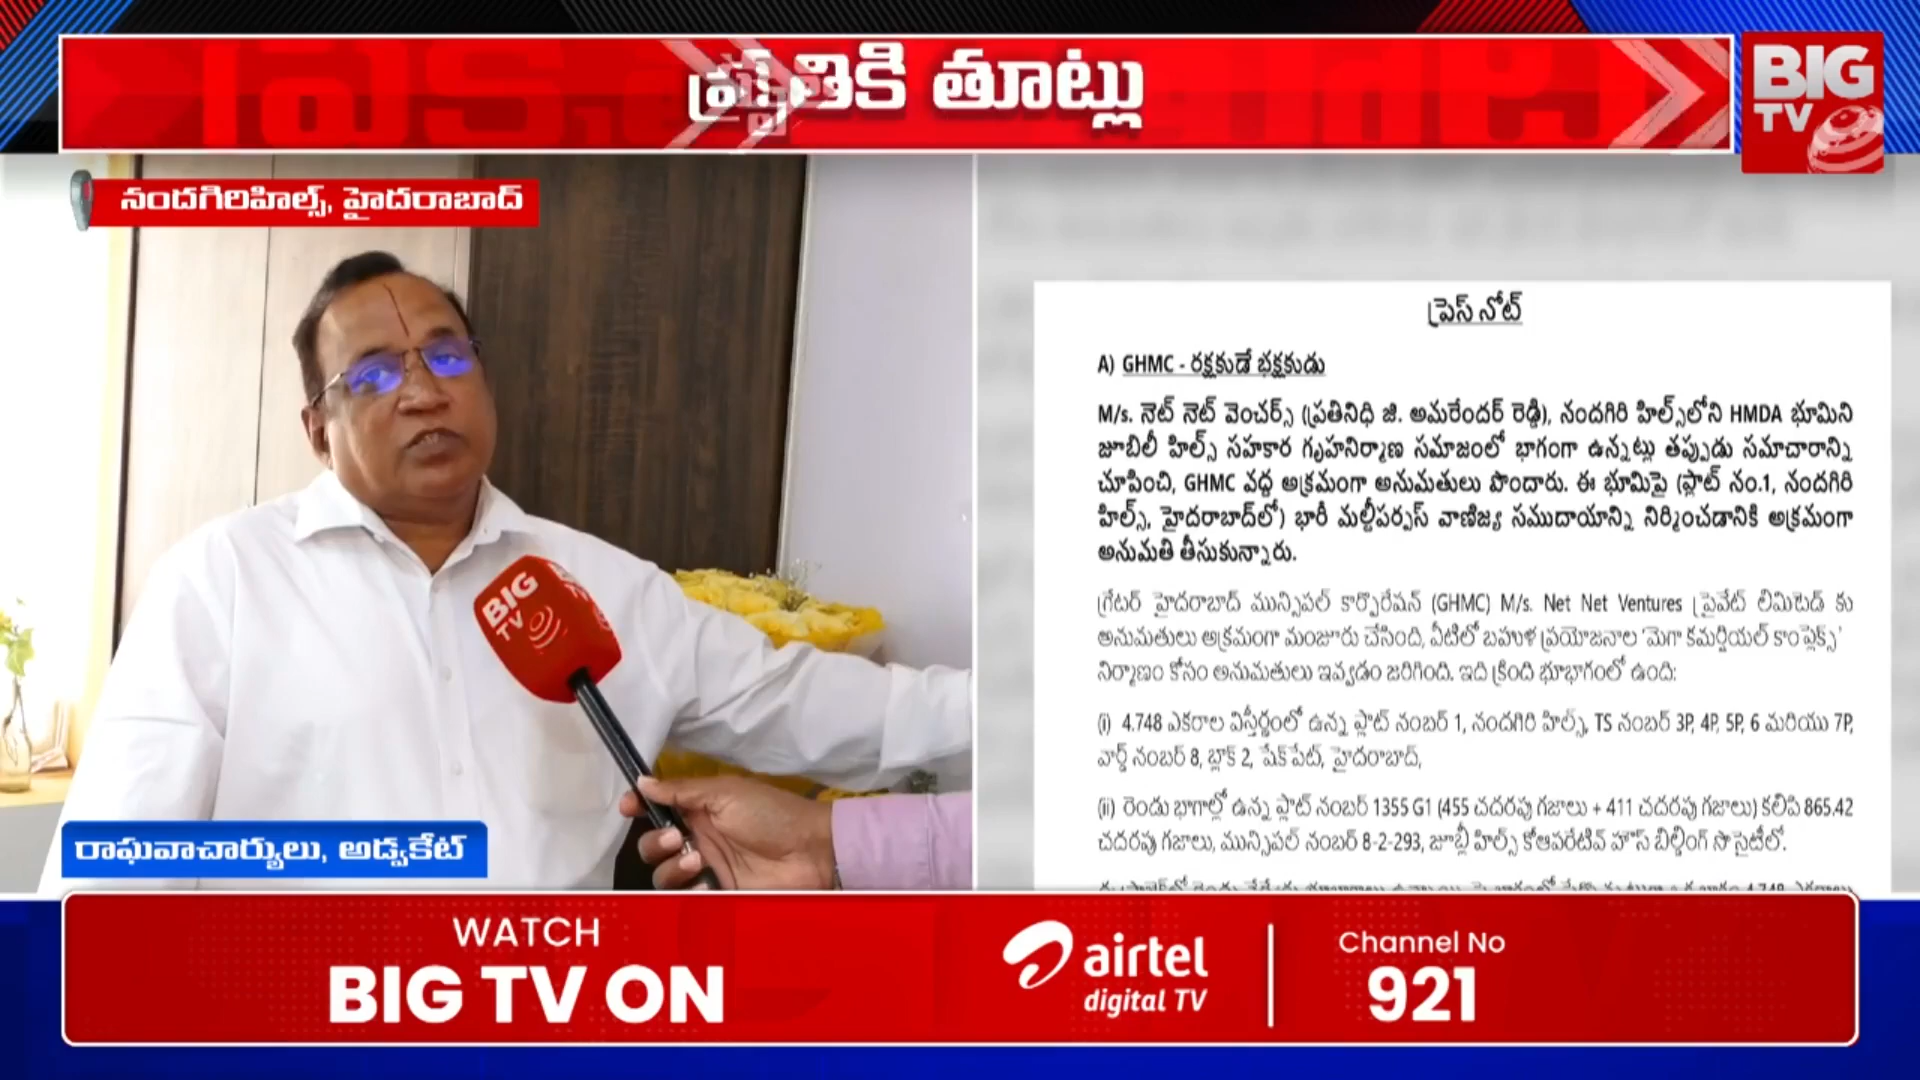 ప్రకృతికి తూట్లు
BIG
TV
నందగిరిహిల్స్, హైదరాబాద్
ప్రెస్ నోట్
A) GHMC - రక్షకుడే భక్షకుడు
M/s. నెట్ నెట్ వెంచర్స్ (ప్రతినిధి జి. అమరేందర్ రెడ్డి), నందగిరి హిల్స్‌లోని HMDA భూమిని
జూబిలీ హిల్స్ సహకార గృహనిర్మాణ సమాజంలో భాగంగా ఉన్నట్లు తప్పుడు సమాచారాన్ని
చూపించి, GHMC వద్ద అక్రమంగా అనుమతులు పొందారు. ఈ భూమిపై (ప్లాట్ నం.1, నందగిరి
హిల్స్, హైదరాబాద్‌లో) భారీ మల్టీపర్పస్ వాణిజ్య సముదాయాన్ని నిర్మించడానికి అక్రమంగా
అనుమతి తీసుకున్నారు.
గ్రేటర్ హైదరాబాద్ మున్సిపల్ కార్పొరేషన్ (GHMC) M/s. Net Net Ventures ప్రైవేట్ లిమిటెడ్ కు
అనుమతులు అక్రమంగా మంజూరు చేసింది, వీటిలో బహుళ ప్రయోజనాల 'మెగా కమర్షియల్ కాంప్లెక్స్'
నిర్మాణం కోసం అనుమతులు ఇవ్వడం జరిగింది. ఇది క్రింది భూభాగంలో ఉంది:
(i) 4.748 ఎకరాల విస్తీర్ణంలో ఉన్న ప్లాట్ నంబర్ 1, నందగిరి హిల్స్, TS నంబర్ 3P, 4P, 5P, 6 మరియు 7P,
వార్డ్ నంబర్ 8, బ్లాక్ 2, షేక్‌పేట్, హైదరాబాద్,
(ii) రెండు భాగాల్లో ఉన్న ప్లాట్ నంబర్ 1355 G1 (455 చదరపు గజాలు + 411 చదరపు గజాలు) కలిపి 865.42
చదరపు గజాలు, మున్సిపల్ నంబర్ 8-2-293, జూబ్లీ హిల్స్ కోఆపరేటివ్ హౌస్ బిల్డింగ్ సొసైటీలో.
BIG
TV
రాఘవాచార్యులు, అడ్వకేట్
WATCH
BIG TV ON
airtel
digital TV
Channel No
921